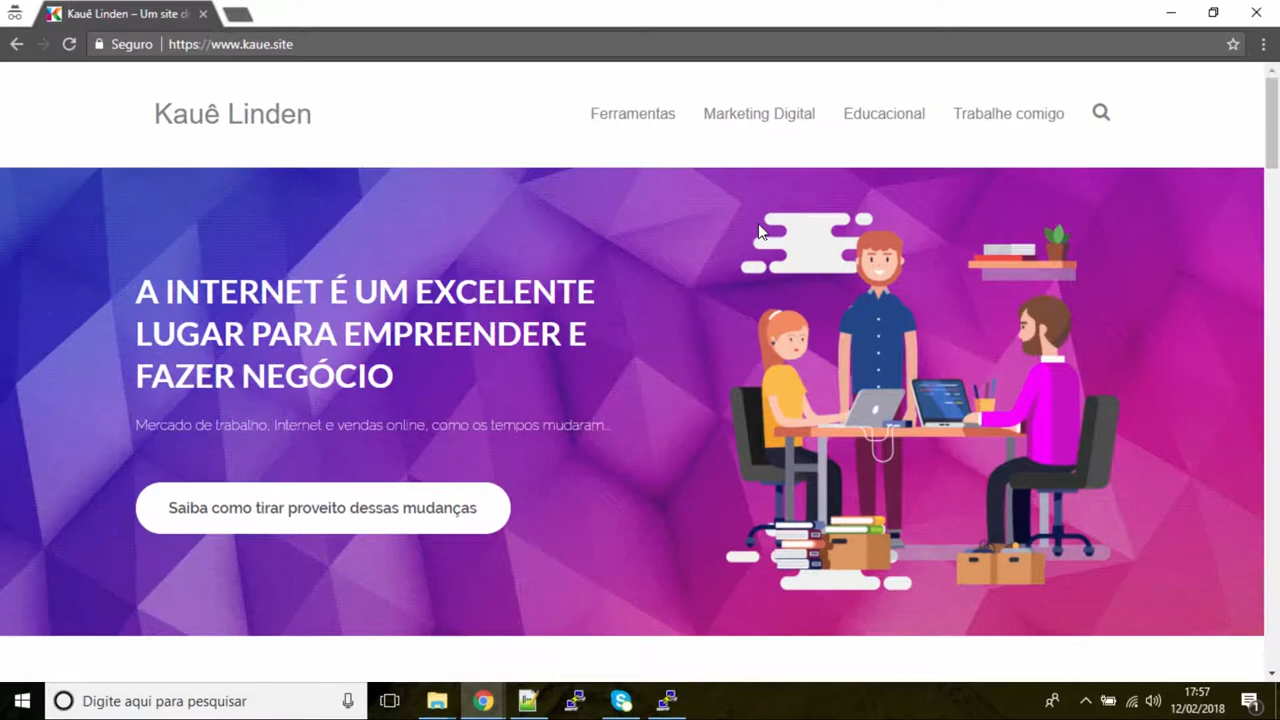 Kauê Linden – Um site d
Seguro
https://www.kaue.site
Kauê Linden
Ferramentas
Marketing Digital
Educacional
Trabalhe comigo
A INTERNET É UM EXCELENTE
LUGAR PARA EMPREENDER E
FAZER NEGÓCIO
Mercado de trabalho, Internet e vendas online, como os tempos mudaram...
Saiba como tirar proveito dessas mudanças
Digite aqui para pesquisar
17:57
12/02/2018
1